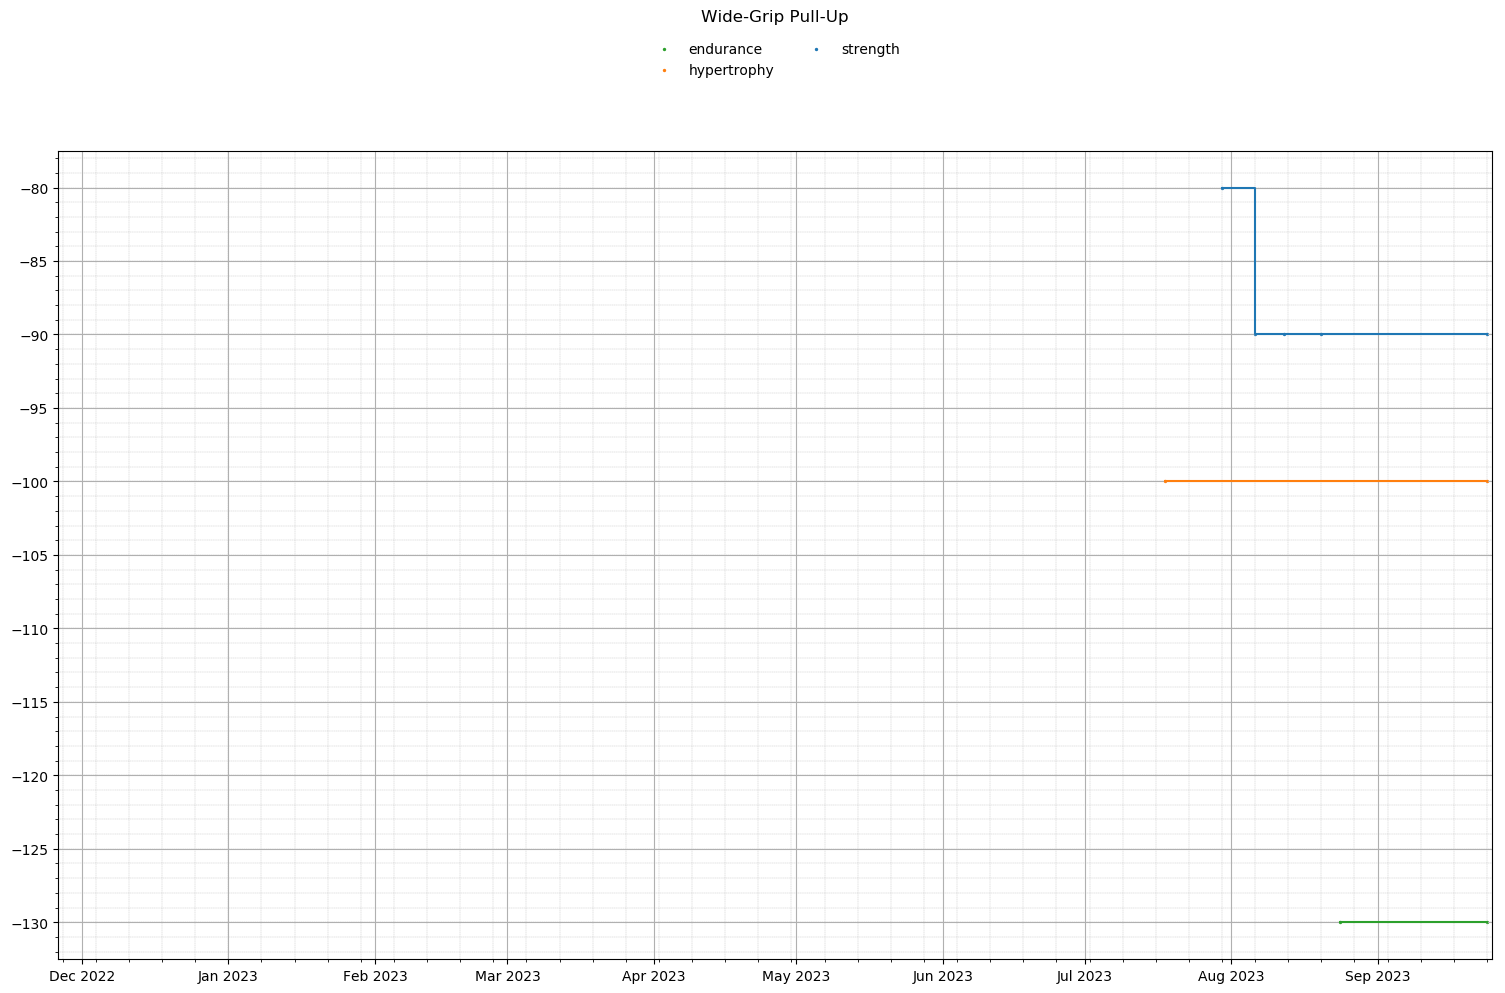 Wide-Grip Pull-Up
endurance strength
hypertrophy
−80
−85
−90
−95
−100
−105
−110
−115
−120
−125
−130
Dec 2022 Jan 2023 Feb 2023 Mar 2023 Apr 2023 May 2023 Jun 2023 Jul 2023 Aug 2023 Sep 2023